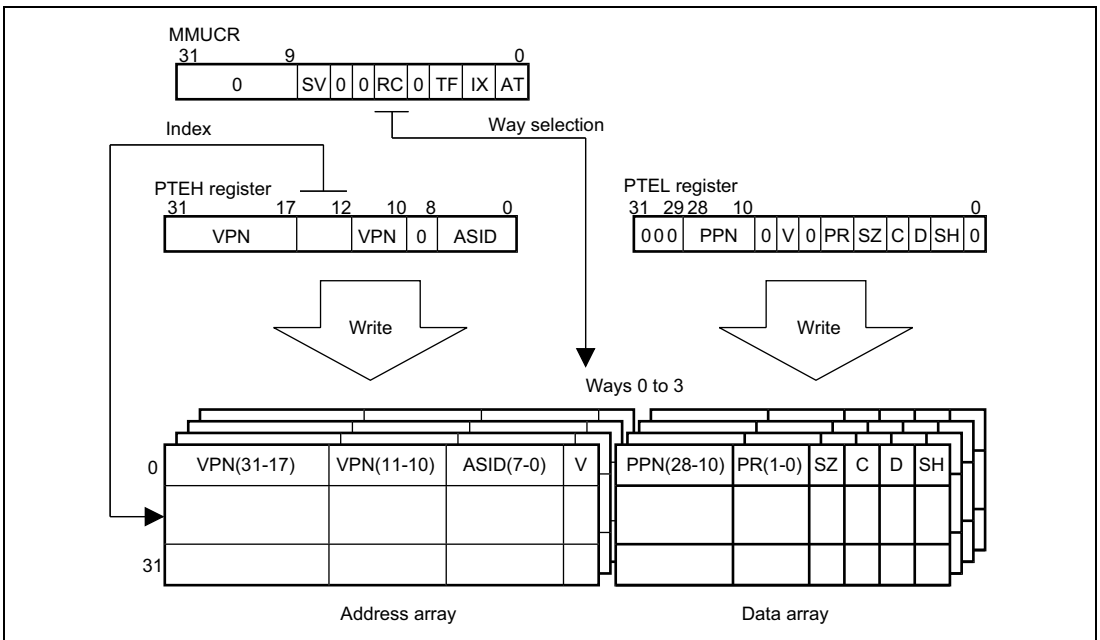 MMUCR
31 9 0
0 SV 0 0 RC 0 TF IX AT
Index
Way selection
PTEH register
31 17 12 10 8 0
VPN VPN 0 ASID
PTEL register
31 29 28 10 0
0 0 0 PPN 0 V 0 PR SZ C D SH 0
Write
Write
Ways 0 to 3
0
VPN(31-17) VPN(11-10) ASID(7-0) V
PPN(28-10) PR(1-0) SZ C D SH
31
Address array
Data array